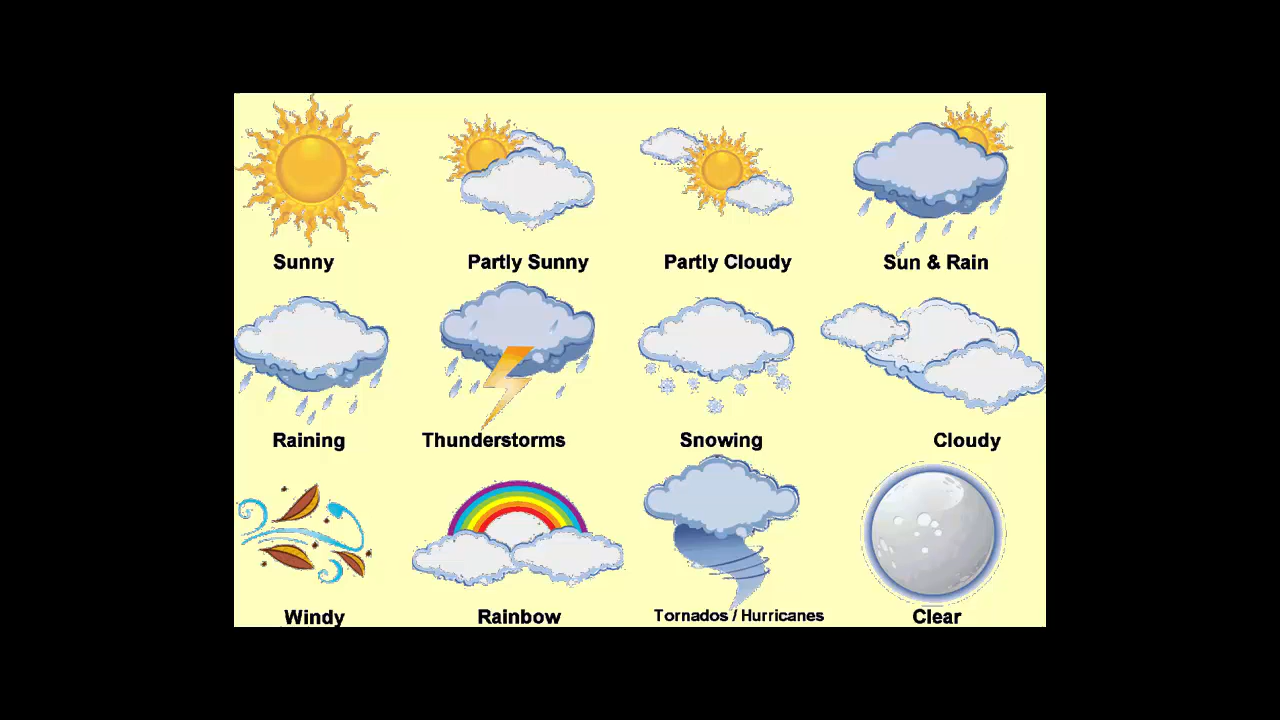 Sunny
Partly Sunny
Partly Cloudy
Sun & Rain
Raining
Thunderstorms
Snowing
Cloudy
Windy
Rainbow
Tornados / Hurricanes
Clear